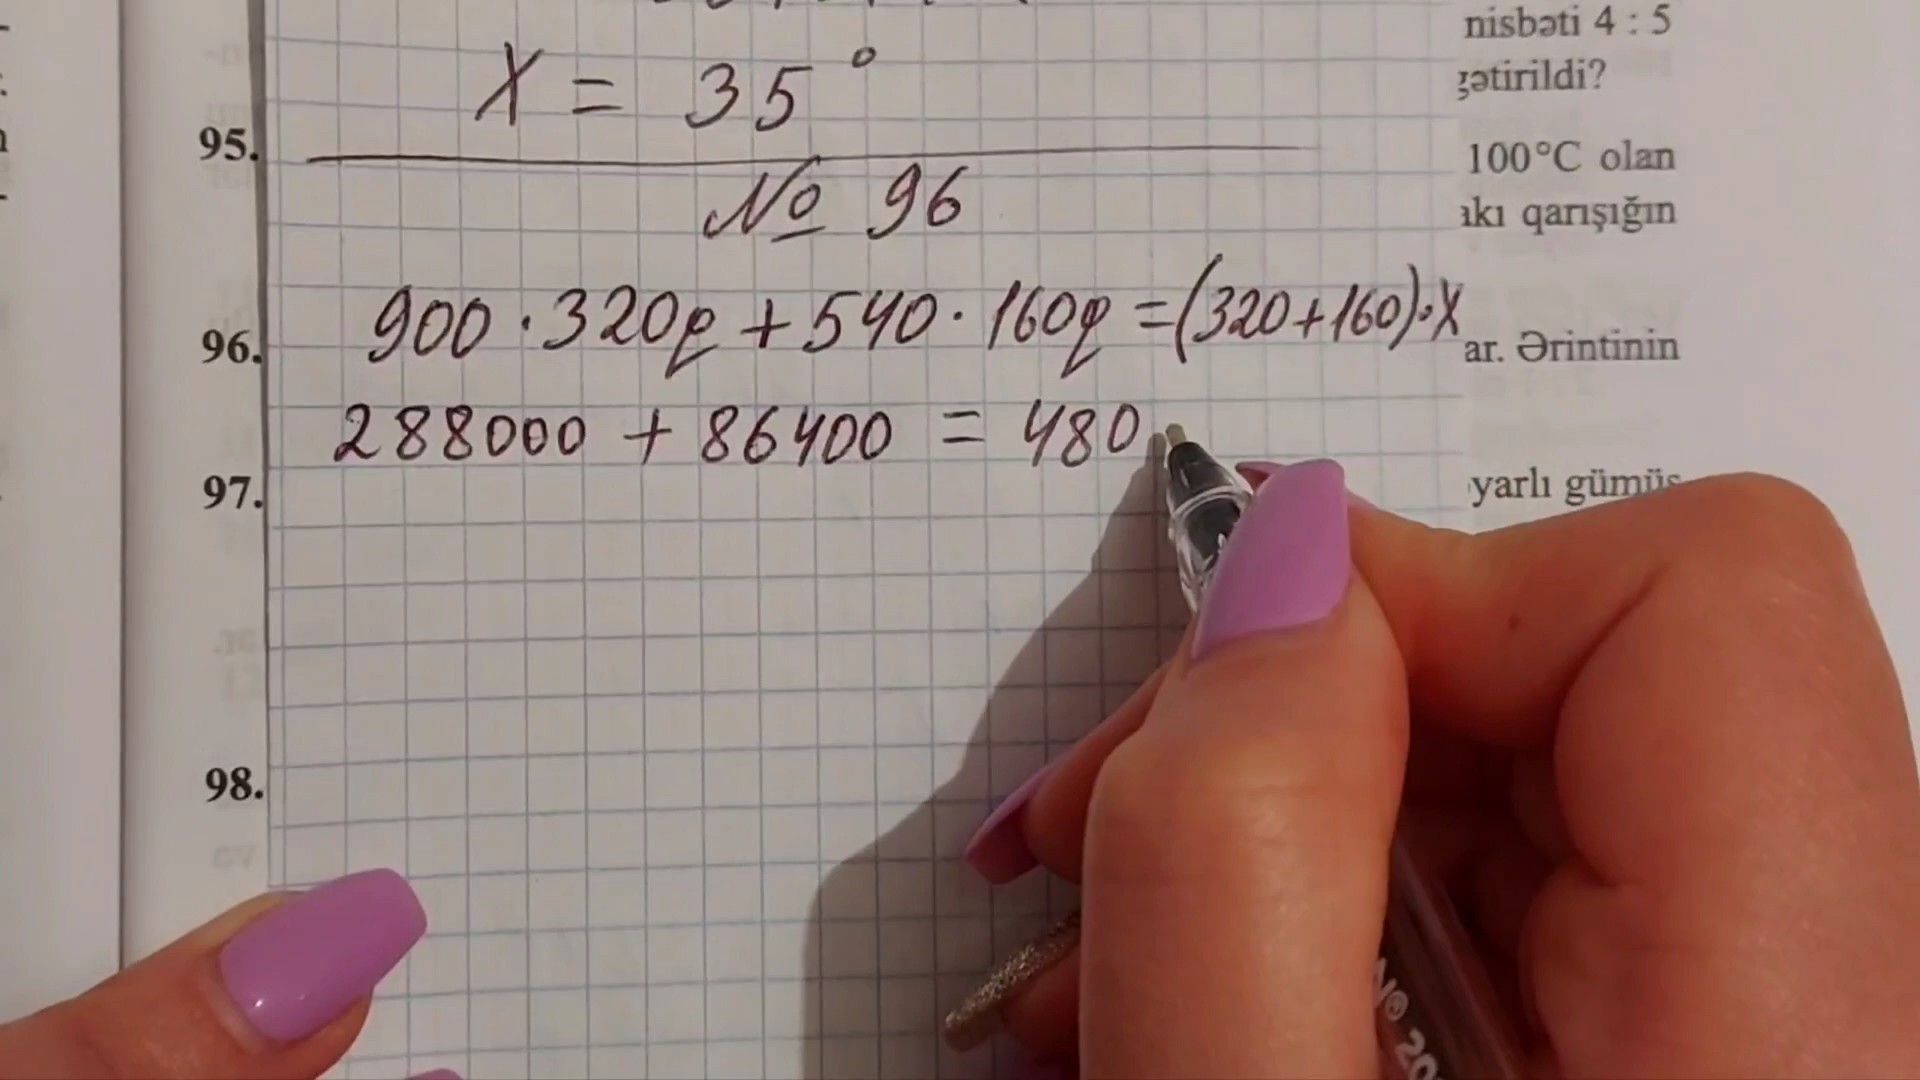 nisbəti 4 : 5
gətirildi?
X = 35°
95.
100°C olan
№ 96
qarışığın
900 · 320q + 540 · 160q = (320+160)·X
96.
ar. Ərintinin
288000 + 86400 = 480
97.
yarlı gümüş
98.